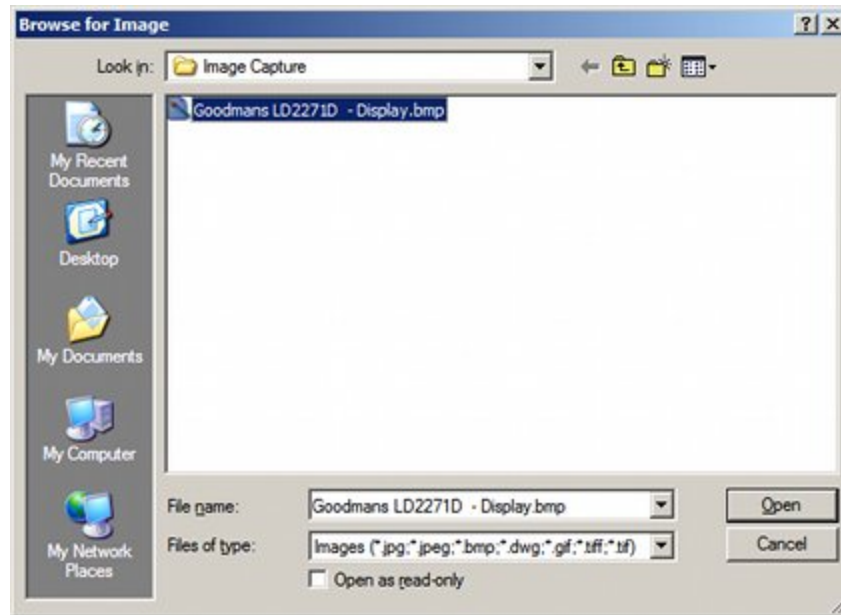 Browse for Image
Look in: Image Capture
Goodmans LD2271D  - Display.bmp
My Recent
Documents
Desktop
My Documents
My Computer
My Network
Places
File name: Goodmans LD2271D  - Display.bmp Open
Files of type: Images (*.jpg;*.jpeg;*.bmp;*.dwg;*.gif;*.tiff;*.tif) Cancel
Open as read-only